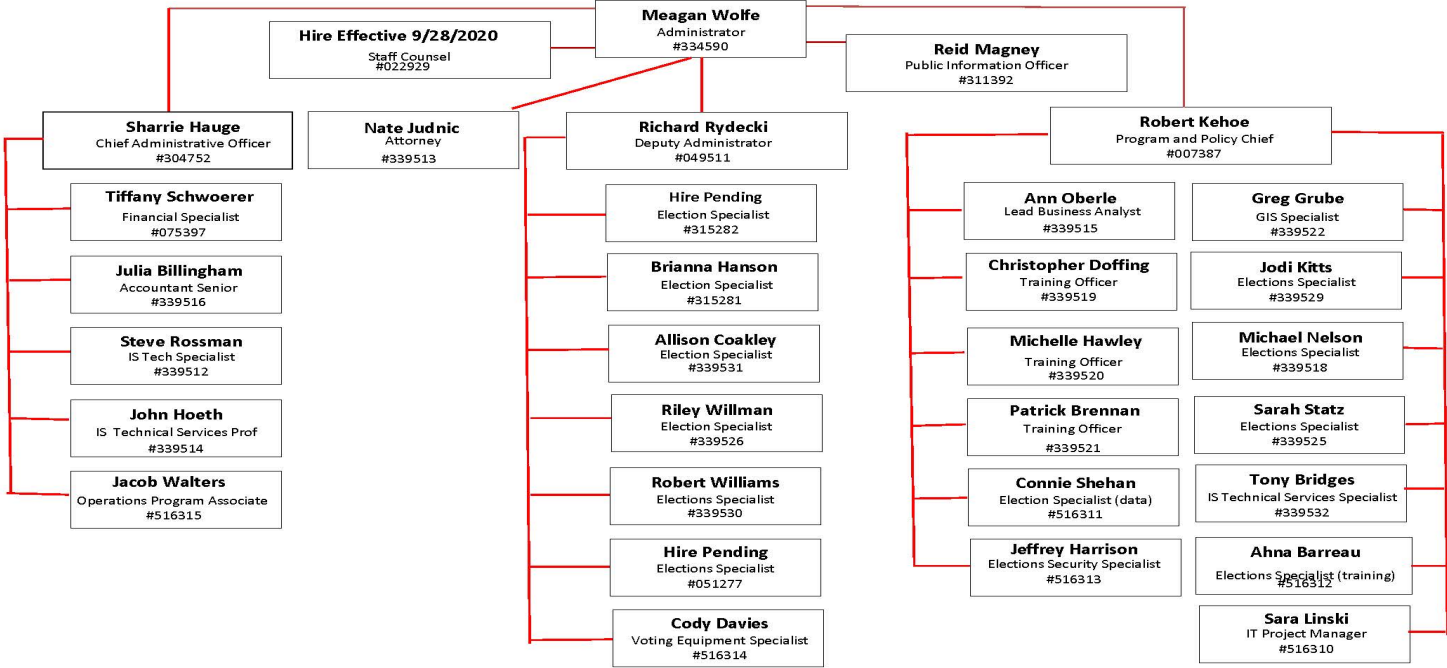 Meagan Wolfe
Administrator
#334590
Hire Effective 9/28/2020
Staff Counsel
#022929
Reid Magney
Public Information Officer
#311392
Sharrie Hauge
Chief Administrative Officer
#304752
Nate Judnic
Attorney
#339513
Richard Rydecki
Deputy Administrator
#049511
Robert Kehoe
Program and Policy Chief
#007387
Tiffany Schwoerer
Financial Specialist
#075397
Julia Billingham
Accountant Senior
#339516
Steve Rossman
IS Tech Specialist
#339512
John Hoeth
IS Technical Services Prof
#339514
Jacob Walters
Operations Program Associate
#516315
Hire Pending
Election Specialist
#315282
Brianna Hanson
Election Specialist
#315281
Allison Coakley
Election Specialist
#339531
Riley Willman
Election Specialist
#339526
Robert Williams
Elections Specialist
#339530
Hire Pending
Elections Specialist
#051277
Cody Davies
Voting Equipment Specialist
#516314
Ann Oberle
Lead Business Analyst
#339515
Christopher Doffing
Training Officer
#339519
Michelle Hawley
Training Officer
#339520
Patrick Brennan
Training Officer
#339521
Connie Shehan
Election Specialist (data)
#516311
Jeffrey Harrison
Elections Security Specialist
#516313
Greg Grube
GIS Specialist
#339522
Jodi Kitts
Elections Specialist
#339529
Michael Nelson
Elections Specialist
#339518
Sarah Statz
Elections Specialist
#339525
Tony Bridges
IS Technical Services Specialist
#339532
Ahna Barreau
Elections Specialist (training)
#516312
Sara Linski
IT Project Manager
#516310